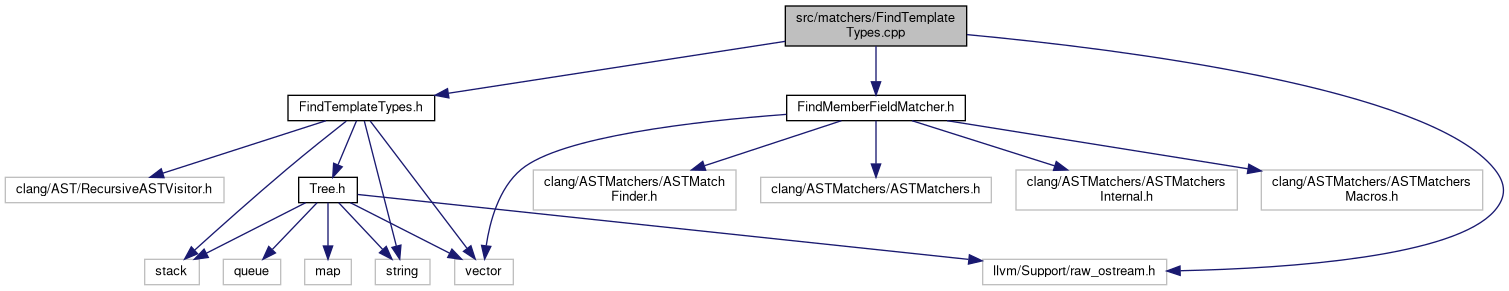 src/matchers/FindTemplate
Types.cpp
FindTemplateTypes.h
FindMemberFieldMatcher.h
clang/AST/RecursiveASTVisitor.h
Tree.h
clang/ASTMatchers/ASTMatch
Finder.h
clang/ASTMatchers/ASTMatchers.h
clang/ASTMatchers/ASTMatchers
Internal.h
clang/ASTMatchers/ASTMatchers
Macros.h
stack
queue
map
string
vector
llvm/Support/raw_ostream.h